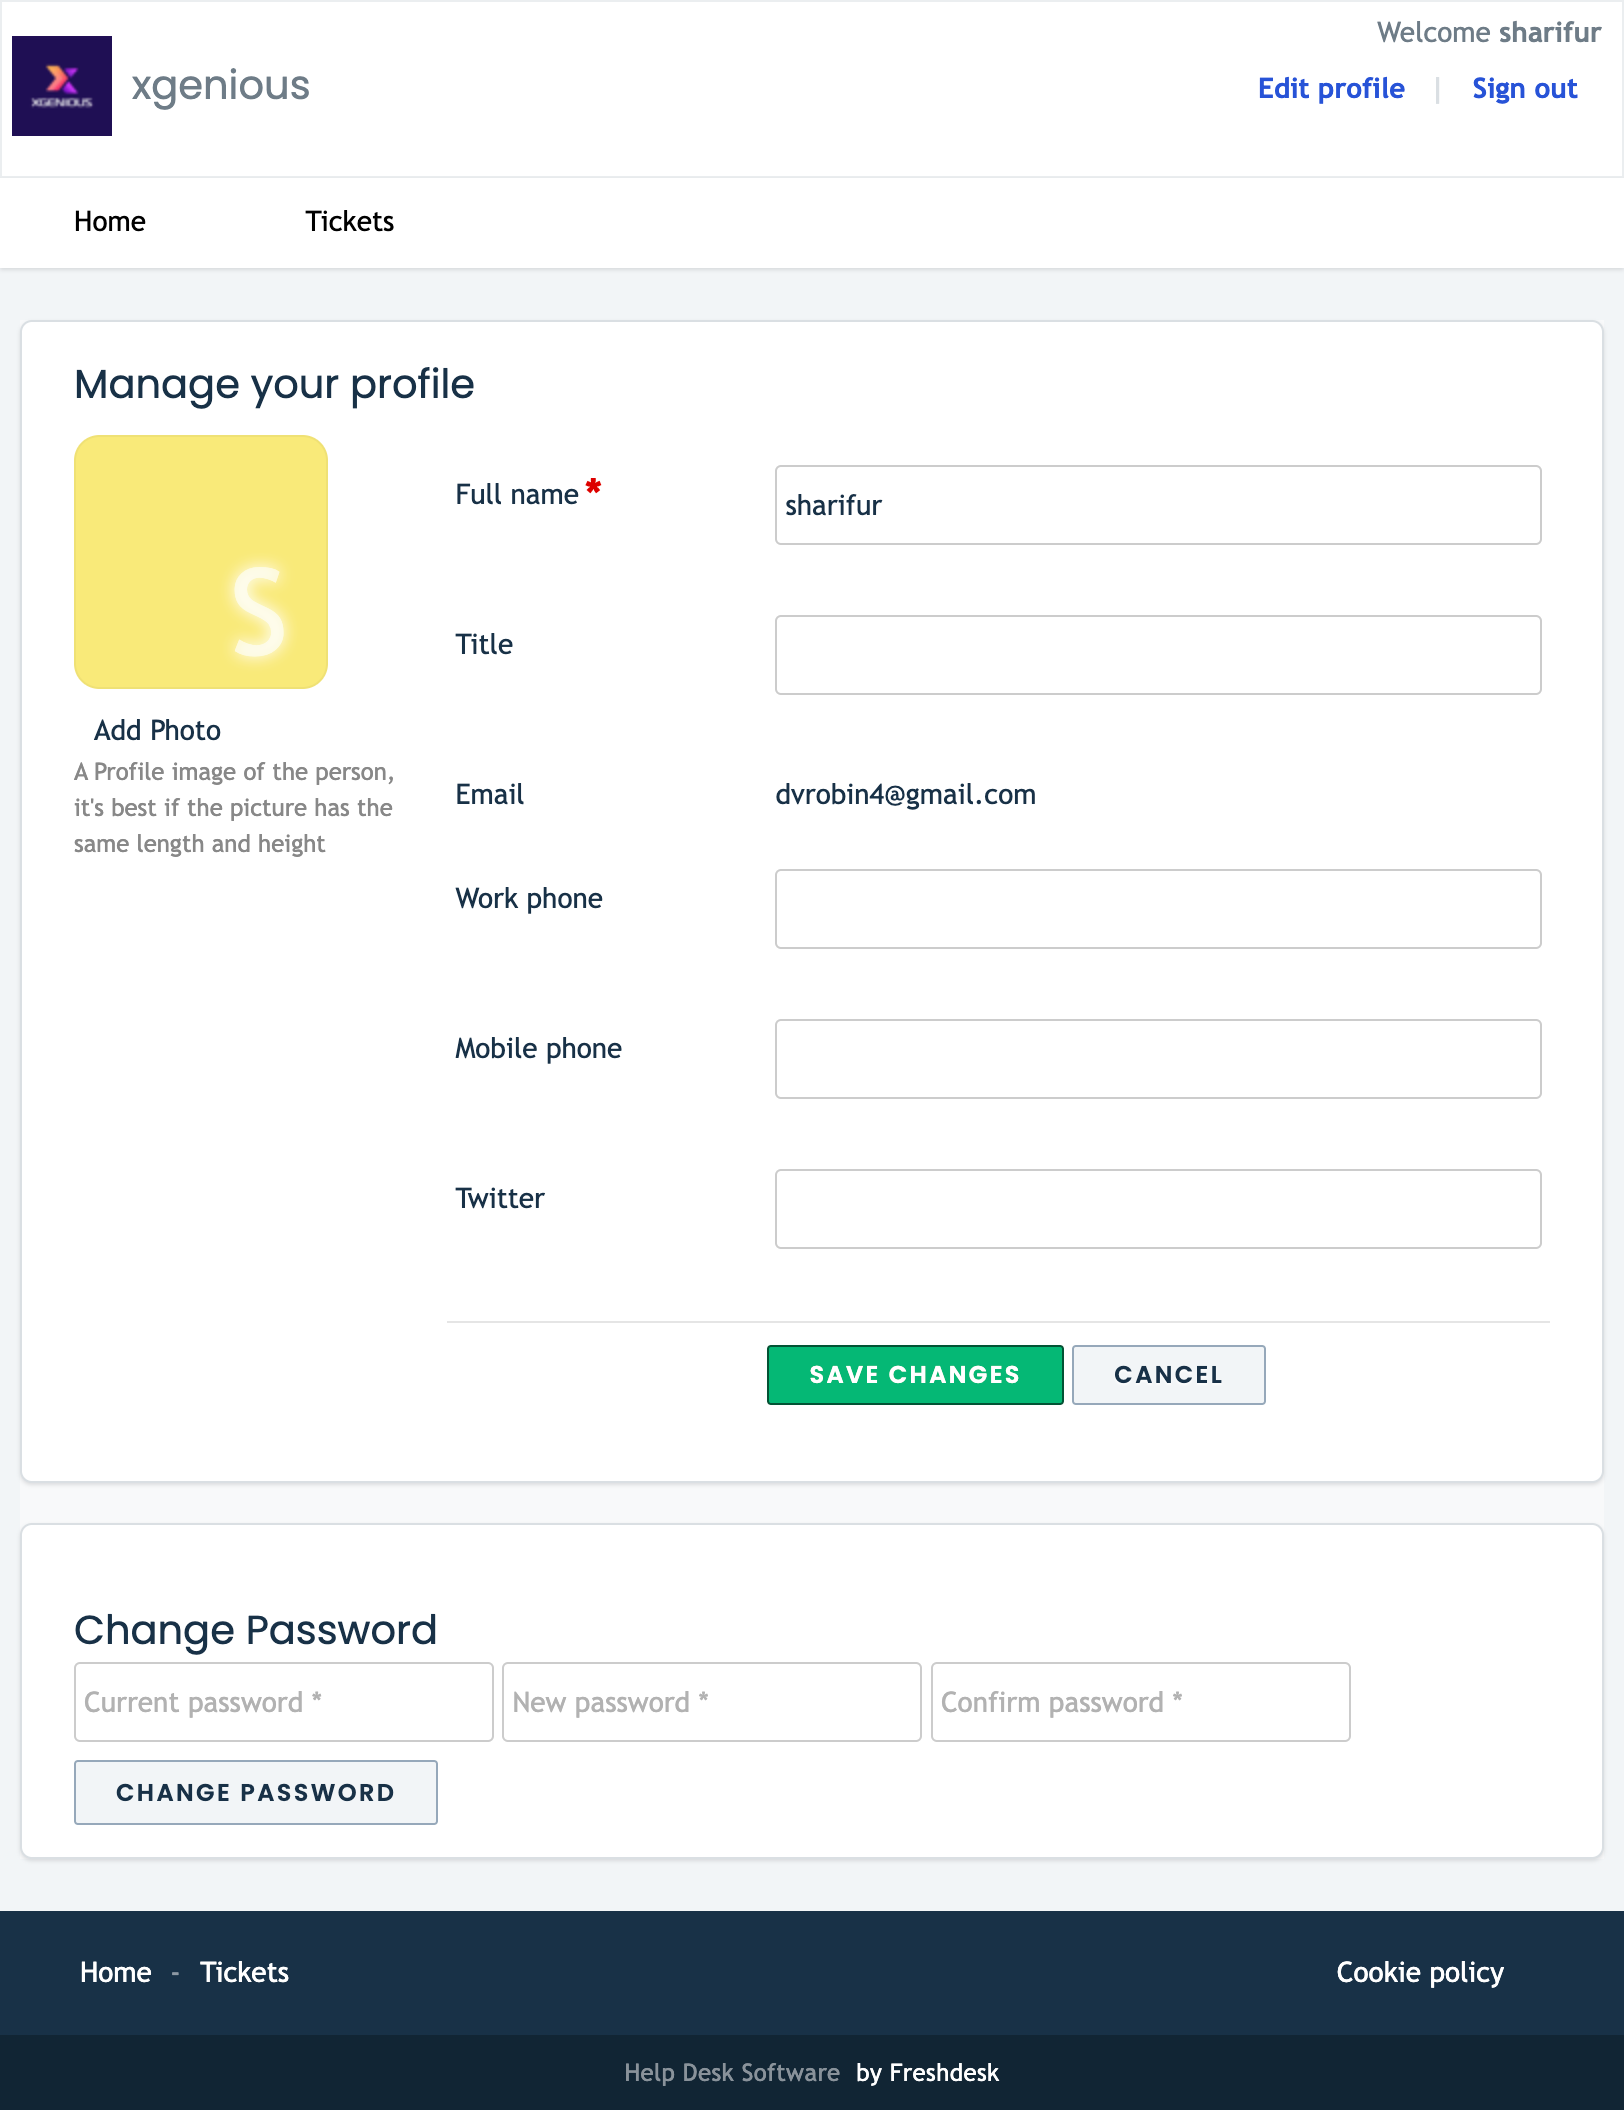 Welcome sharifur
XGENIOUS
xgenious
Edit profile | Sign out
Home Tickets
Manage your profile
S
Add Photo
A Profile image of the person,
it's best if the picture has the
same length and height
Full name *
sharifur
Title
Email dvrobin4@gmail.com
Work phone
Mobile phone
Twitter
SAVE CHANGES CANCEL
Change Password
Current password * New password * Confirm password *
CHANGE PASSWORD
Home - Tickets Cookie policy
Help Desk Software by Freshdesk